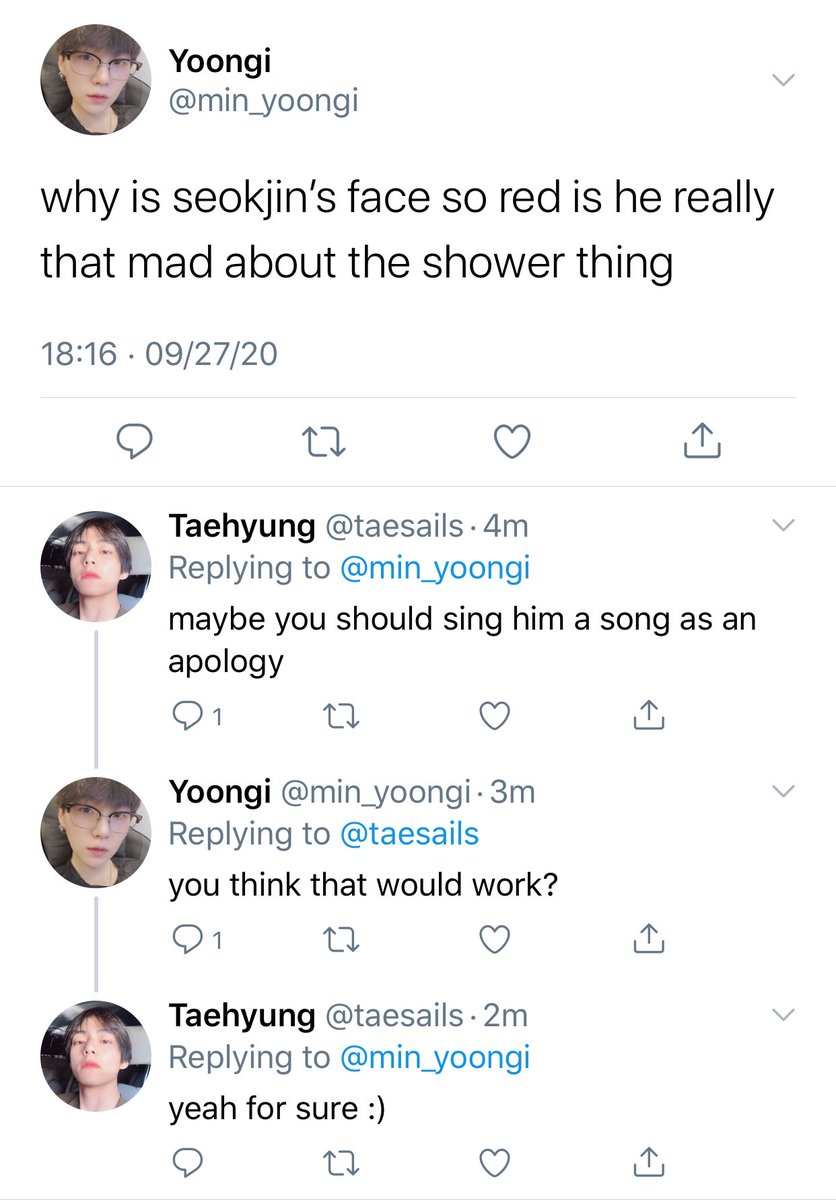 Yoongi
@min_yoongi
why is seokjin’s face so red is he really
that mad about the shower thing
18:16 · 09/27/20
Taehyung @taesails · 4m
Replying to @min_yoongi
maybe you should sing him a song as an
apology
1
Yoongi @min_yoongi · 3m
Replying to @taesails
you think that would work?
1
Taehyung @taesails · 2m
Replying to @min_yoongi
yeah for sure :)